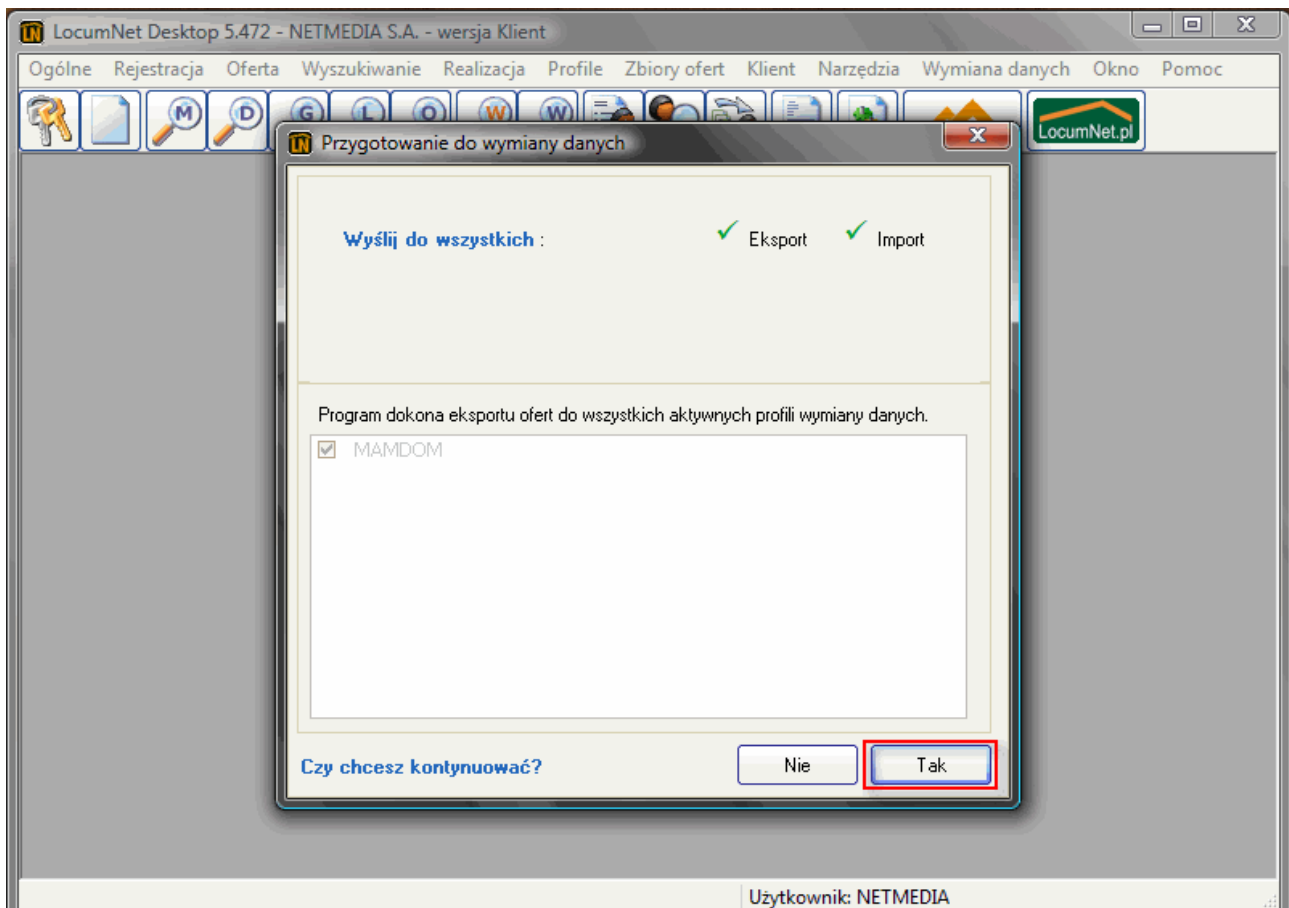 LocumNet Desktop 5.472 - NETMEDIA S.A. - wersja Klient
Ogólne Rejestracja Oferta Wyszukiwanie Realizacja Profile Zbiory ofert Klient Narzędzia Wymiana danych Okno Pomoc
M D G L O W W LocumNet.pl
Przygotowanie do wymiany danych
Wyślij do wszystkich : Eksport Import
Program dokona eksportu ofert do wszystkich aktywnych profili wymiany danych.
MAMDOM
Czy chcesz kontynuować? Nie Tak
Użytkownik: NETMEDIA